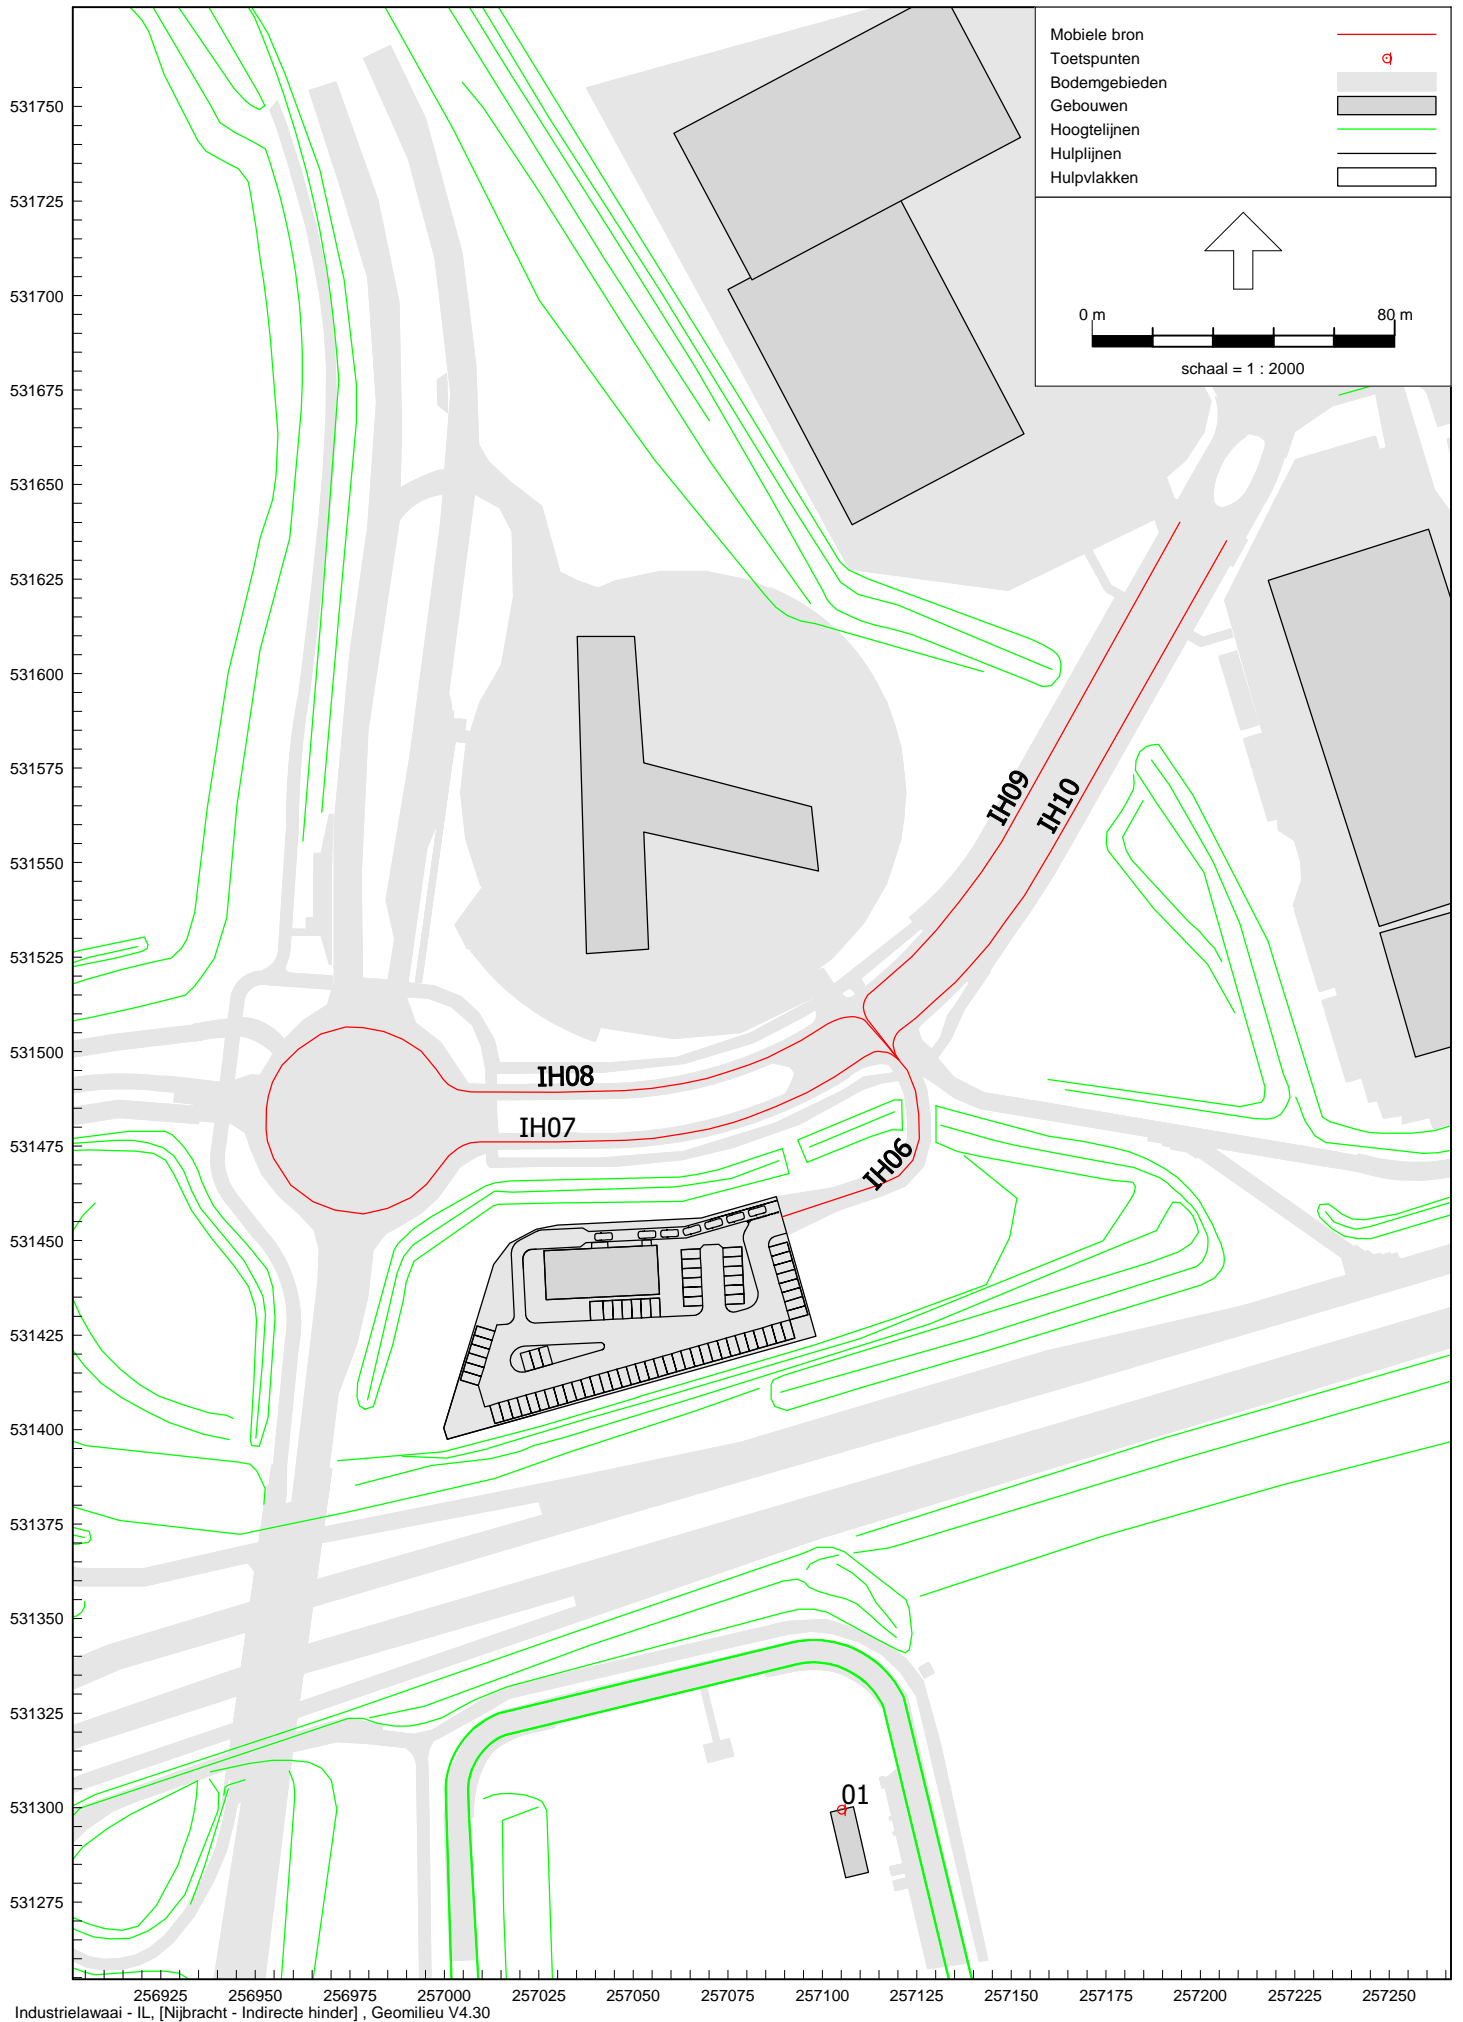 Mobiele bron
Toetspunten
Bodemgebieden
Gebouwen
Hoogtelijnen
Hulplijnen
Hulpvlakken
0 m 80 m
schaal = 1 : 2000
531750
531725
531700
531675
531650
531625
531600
531575
531550
531525
531500
531475
531450
531425
531400
531375
531350
531325
531300
531275
IH09
IH10
IH08
IH07
IH06
01
256925 256950 256975 257000 257025 257050 257075 257100 257125 257150 257175 257200 257225 257250
Industrielawaai - IL, [Nijbracht - Indirecte hinder] , Geomilieu V4.30